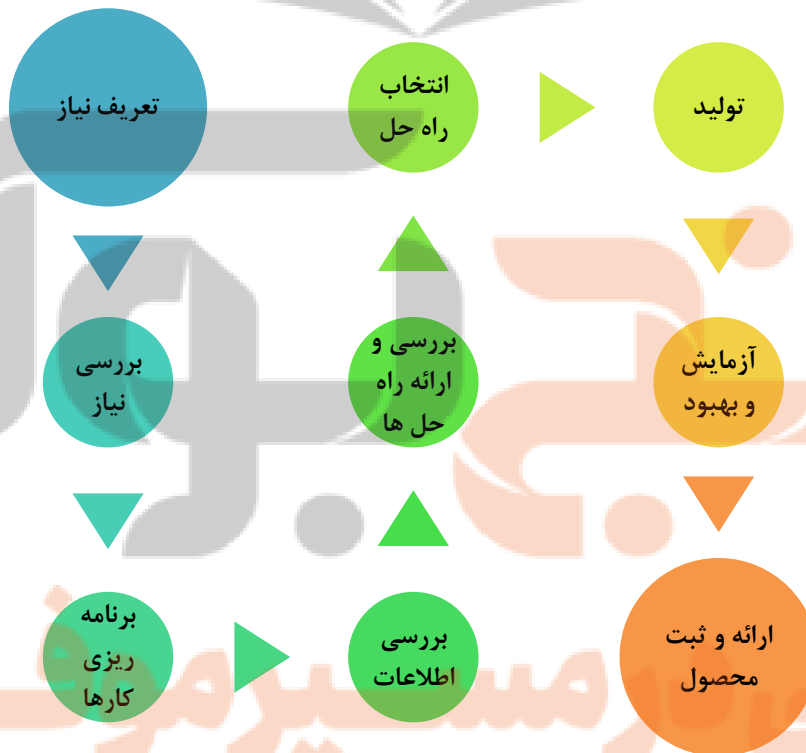 تعریف نیاز
بررسی
نیاز
برنامه
ریزی
کارها
بررسی
اطلاعات
بررسی و
ارائه راه
حل ها
انتخاب
راه حل
تولید
آزمایش
و بهبود
ارائه و ثبت
محصول